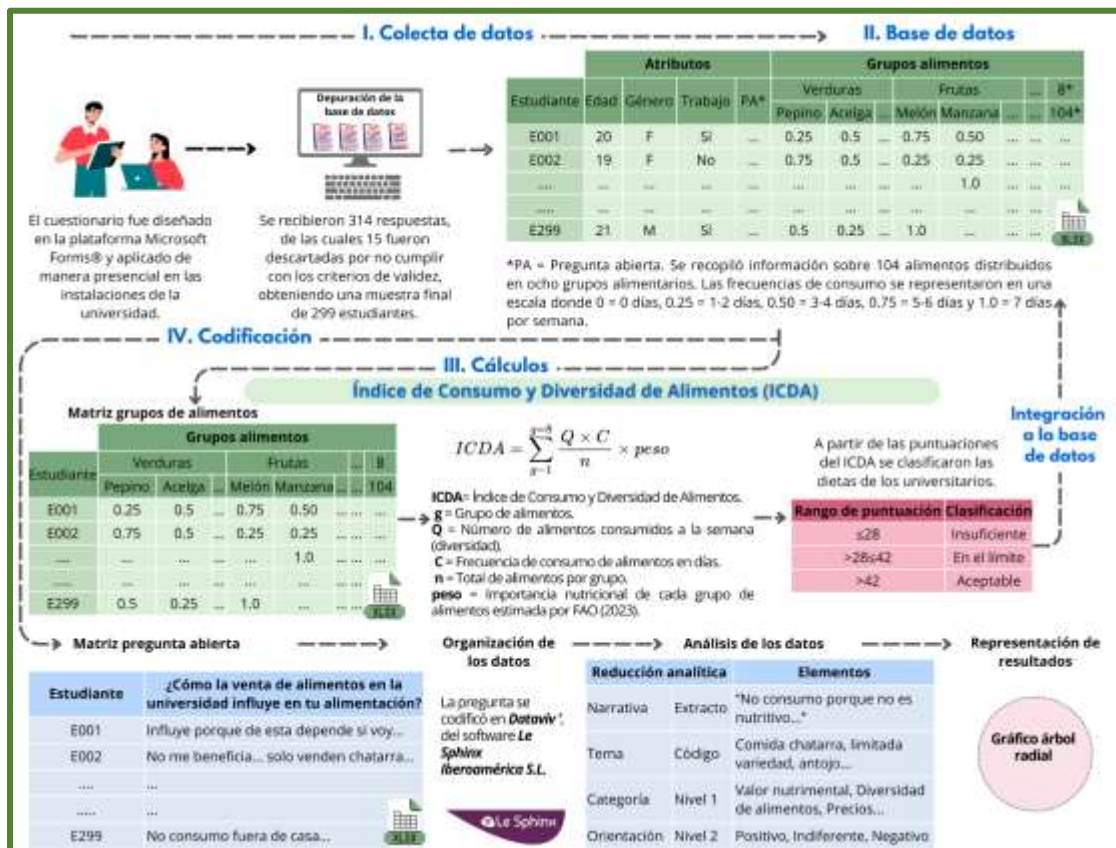 I. Colecta de datos
II. Base de datos
Depuración de la
base de datos
El cuestionario fue diseñado
en la plataforma Microsoft
Forms® y aplicado de
manera presencial en las
instalaciones de la
universidad.
Se recibieron 314 respuestas,
de las cuales 15 fueron
descartadas por no cumplir
con los criterios de validez,
obteniendo una muestra final
de 299 estudiantes.
Atributos Grupos alimentos
Verduras Frutas ... 8*
Estudiante Edad Género Trabajo PA*
Pepino Acelga ... Melón Manzana ... ... 104*
E001 20 F Si ... 0.25 0.5 ... 0.75 0.50 ... ... ...
E002 19 F No ... 0.75 0.5 ... 0.25 0.25 ... ... ...
.... ... ... ... ... ... ... ... ... 1.0 ... ... ...
..... ... ... ... ... ... ... ... ... ... ... ... ...
E299 21 M Si ... 0.5 0.25 ... 1.0 ... ... ...
XLSX
*PA = Pregunta abierta. Se recopiló información sobre 104 alimentos distribuidos
en ocho grupos alimentarios. Las frecuencias de consumo se representaron en una
escala donde 0 = 0 días, 0.25 = 1-2 días, 0.50 = 3-4 días, 0.75 = 5-6 días y 1.0 = 7 días
por semana.
IV. Codificación
III. Cálculos
Índice de Consumo y Diversidad de Alimentos (ICDA)
Matriz grupos de alimentos
Grupos alimentos
Estudiante
Verduras Frutas ... 8
Pepino Acelga ... Melón Manzana ... ... 104
E001 0.25 0.5 ... 0.75 0.50 ... ... ...
E002 0.75 0.5 ... 0.25 0.25 ... ... ...
.... ... ... ... ... 1.0 ... ... ...
..... ... ... ... ... ... ... ...
E299 0.5 0.25 ... 1.0 ... ... ... ...
XLSX
ICDA = ∑ g=8 g=1 Q × C / n × peso
ICDA= Índice de Consumo y Diversidad de Alimentos.
g = Grupo de alimentos.
Q = Número de alimentos consumidos a la semana
(diversidad).
C = Frecuencia de consumo de alimentos en días.
n = Total de alimentos por grupo.
peso = Importancia nutricional de cada grupo de
alimentos estimada por FAO (2023).
A partir de las puntuaciones
del ICDA se clasificaron las
dietas de los universitarios.
Rango de puntuación Clasificación
≤28 Insuficiente
>28≤42 En el límite
>42 Aceptable
Integración
a la base
de datos
Matriz pregunta abierta
Estudiante
¿Cómo la venta de alimentos en la
universidad influye en tu alimentación?
E001 Influye porque de esta depende si voy...
E002 No me beneficia... solo venden chatarra...
.... ...
..... ...
E299 No consumo fuera de casa...
XLSX
Organización de
los datos
La pregunta se
codificó en Dataviv',
del software Le
Sphinx
Iberoamérica S.L.
Le Sphinx
Análisis de los datos
Reducción analítica Elementos
Narrativa Extracto "No consumo porque no es
nutritivo..."
Tema Código Comida chatarra, limitada
variedad, antojo...
Categoría Nivel 1 Valor nutrimental, Diversidad
de alimentos, Precios...
Orientación Nivel 2 Positivo, Indiferente, Negativo
Representación de
resultados
Gráfico árbol
radial